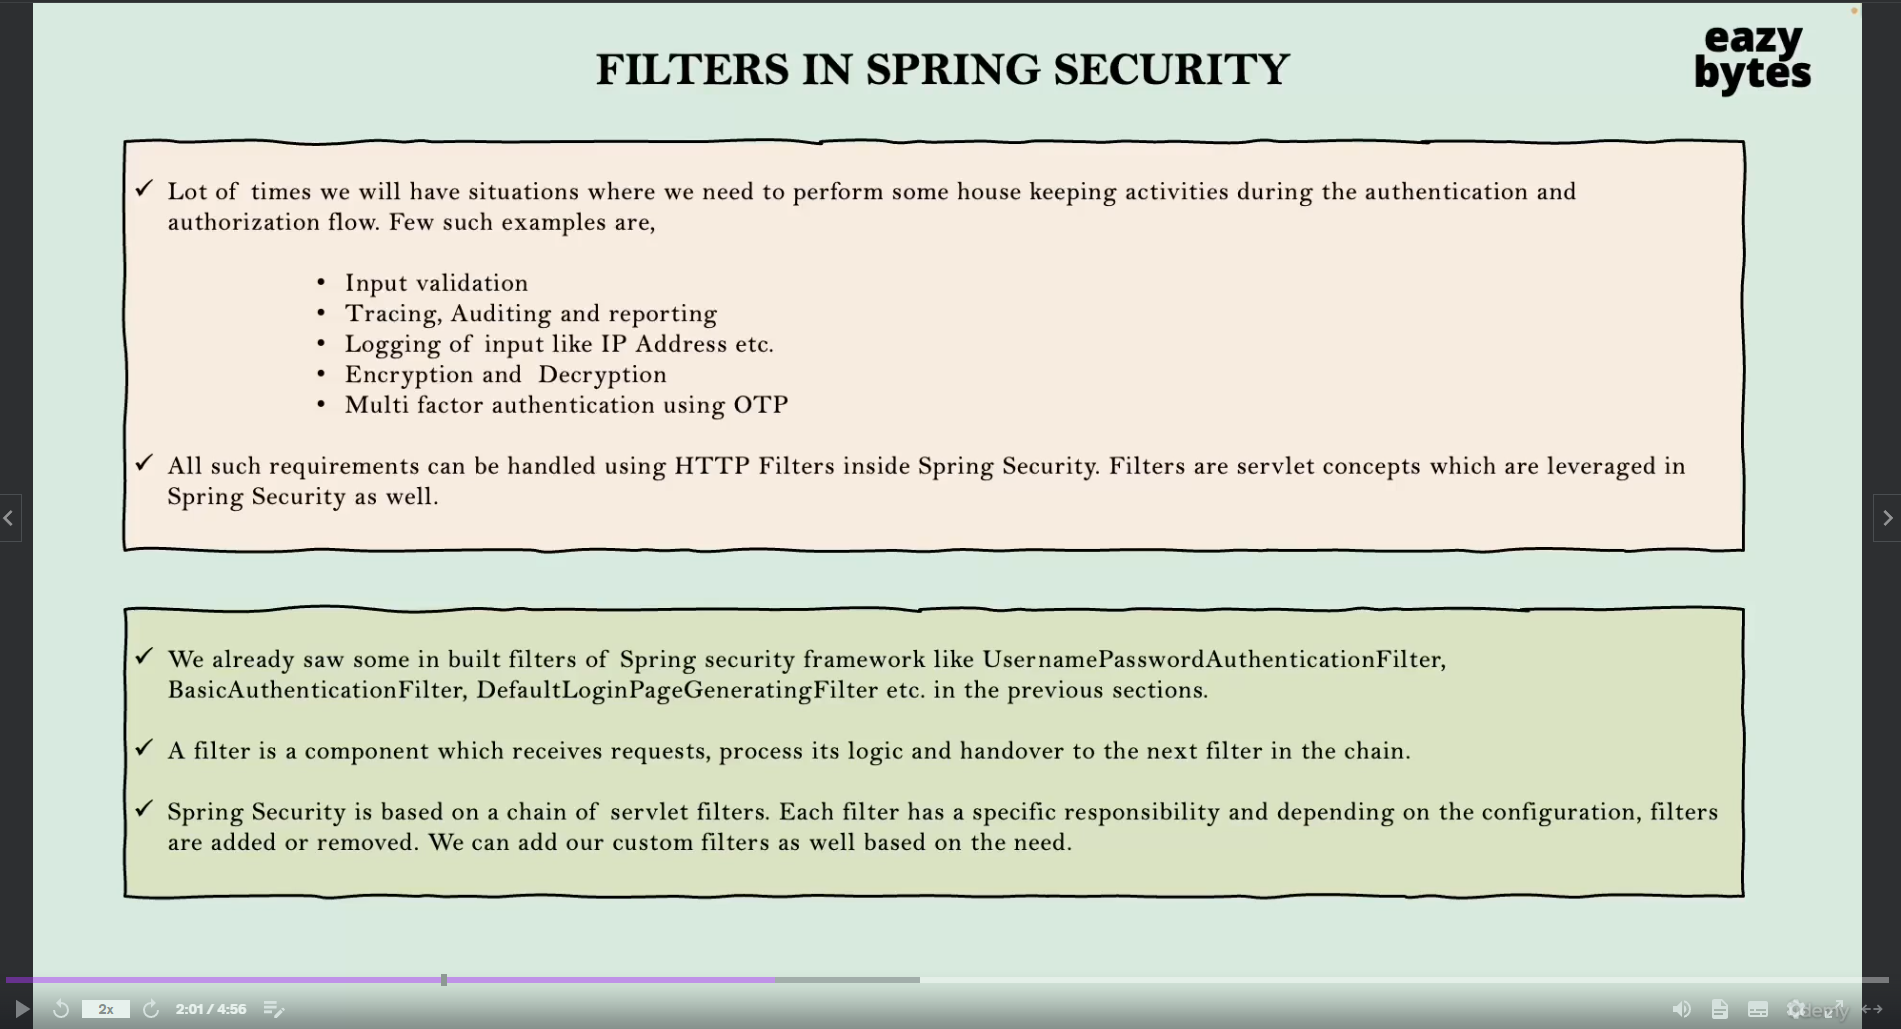 eazy
bytes
FILTERS IN SPRING SECURITY
✓ Lot of times we will have situations where we need to perform some house keeping activities during the authentication and
authorization flow. Few such examples are,
• Input validation
• Tracing, Auditing and reporting
• Logging of input like IP Address etc.
• Encryption and Decryption
• Multi factor authentication using OTP
✓ All such requirements can be handled using HTTP Filters inside Spring Security. Filters are servlet concepts which are leveraged in
Spring Security as well.
✓ We already saw some in built filters of Spring security framework like UsernamePasswordAuthenticationFilter,
BasicAuthenticationFilter, DefaultLoginPageGeneratingFilter etc. in the previous sections.
✓ A filter is a component which receives requests, process its logic and handover to the next filter in the chain.
✓ Spring Security is based on a chain of servlet filters. Each filter has a specific responsibility and depending on the configuration, filters
are added or removed. We can add our custom filters as well based on the need.
2x
2:01 / 4:56